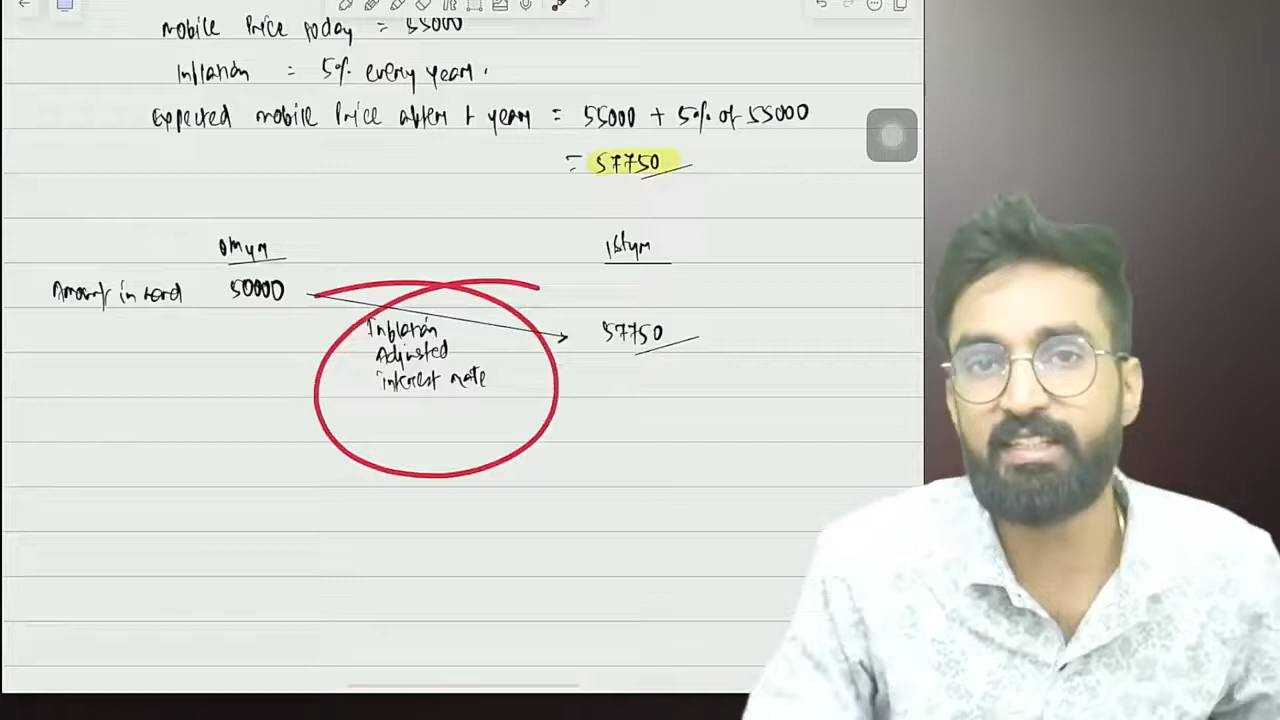 Mobile Price today = 55000
Inflation = 5% every year.
Expected mobile Price after 1 year = 55000 + 5% of 55000
= 57750
0th yr 1st yr
Amount in hand 50000
Inflation 57750
Adjusted
interest rate